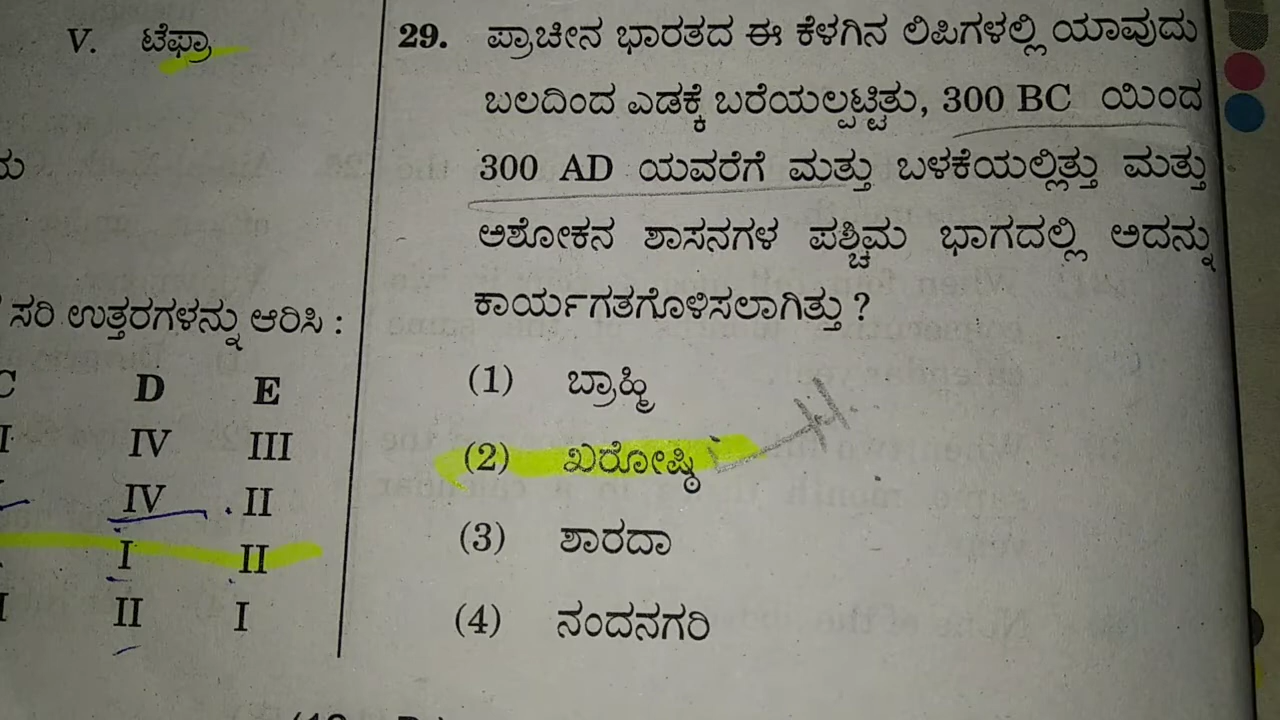 V. ಟೆಫ್ರಾ
ಸರಿ ಉತ್ತರಗಳನ್ನು ಆರಿಸಿ :
D E
IV III
IV II
I II
II I
29. ಪ್ರಾಚೀನ ಭಾರತದ ಈ ಕೆಳಗಿನ ಲಿಪಿಗಳಲ್ಲಿ ಯಾವುದು
ಬಲದಿಂದ ಎಡಕ್ಕೆ ಬರೆಯಲ್ಪಟ್ಟಿತ್ತು, 300 BC ಯಿಂದ
300 AD ಯವರೆಗೆ ಮತ್ತು ಬಳಕೆಯಲ್ಲಿತ್ತು ಮತ್ತು
ಅಶೋಕನ ಶಾಸನಗಳ ಪಶ್ಚಿಮ ಭಾಗದಲ್ಲಿ ಅದನ್ನು
ಕಾರ್ಯಗತಗೊಳಿಸಲಾಗಿತ್ತು ?
(1) ಬ್ರಾಹ್ಮಿ
(2) ಖರೋಷ್ಠಿ
(3) ಶಾರದಾ
(4) ನಂದನಗರಿ